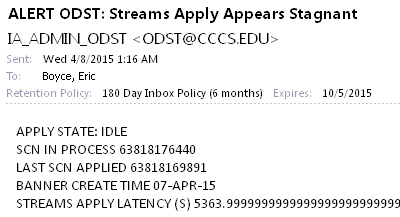 ALERT ODST: Streams Apply Appears Stagnant
IA_ADMIN_ODST <ODST@CCCS.EDU>
Sent: Wed 4/8/2015 1:16 AM
To: Boyce, Eric
Retention Policy: 180 Day Inbox Policy (6 months) Expires: 10/5/2015
APPLY STATE: IDLE
SCN IN PROCESS 63818176440
LAST SCN APPLIED 63818169891
BANNER CREATE TIME 07-APR-15
STREAMS APPLY LATENCY (S) 5363.99999999999999999999999999